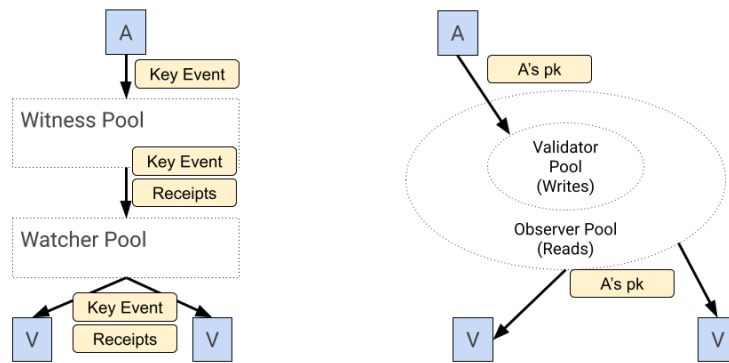 A
Key Event
Witness Pool
Key Event
Receipts
Watcher Pool
Key Event
Receipts
V
V
A
A's pk
Validator
Pool
(Writes)
Observer Pool
(Reads)
A's pk
V
V